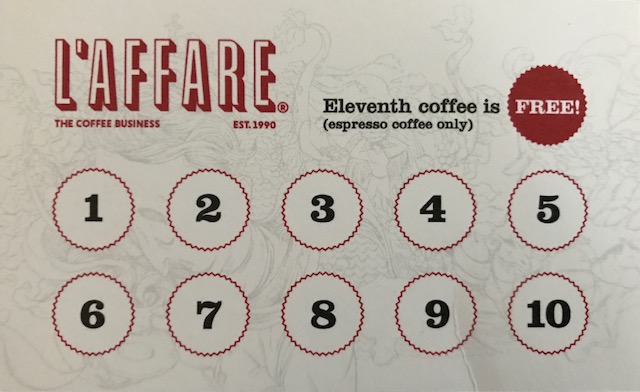 L'AFFARE®
THE COFFEE BUSINESS EST. 1990
Eleventh coffee is FREE!
(espresso coffee only)
1 2 3 4 5
6 7 8 9 10